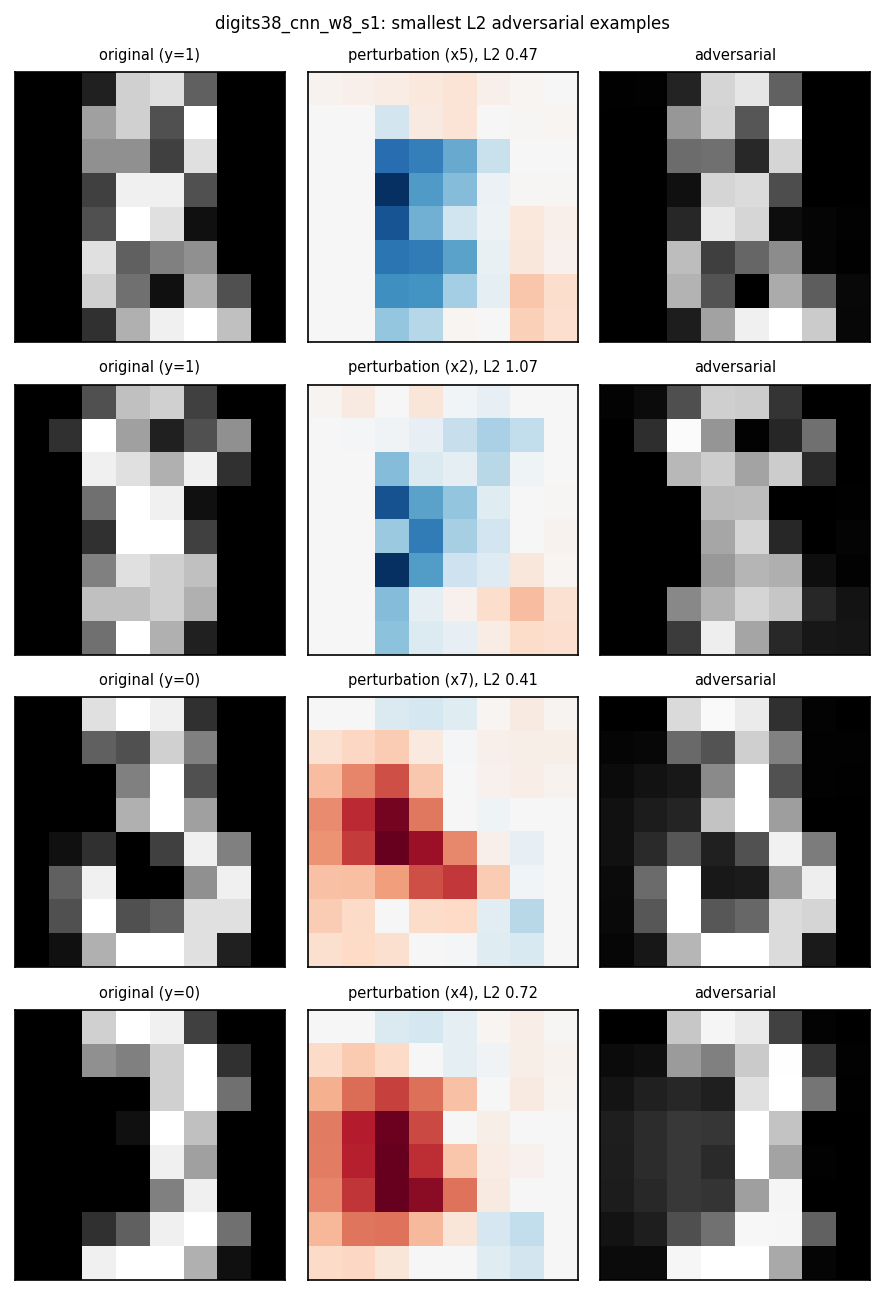 digits38_cnn_w8_s1: smallest L2 adversarial examples
original (y=1)
perturbation (x5), L2 0.47
adversarial
original (y=1)
perturbation (x2), L2 1.07
adversarial
original (y=0)
perturbation (x7), L2 0.41
adversarial
original (y=0)
perturbation (x4), L2 0.72
adversarial